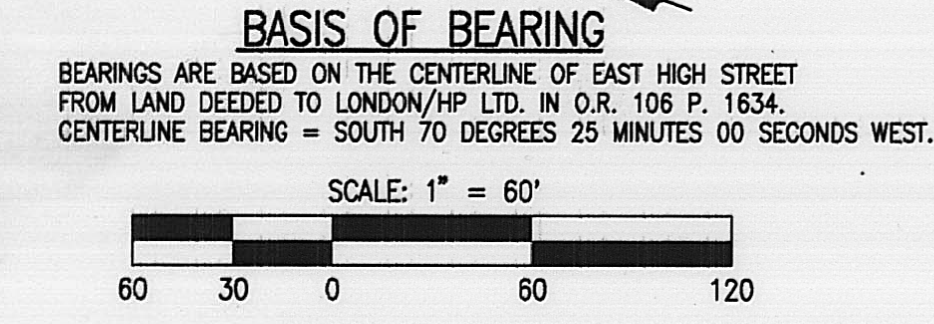 BASIS OF BEARING
BEARINGS ARE BASED ON THE CENTERLINE OF EAST HIGH STREET
FROM LAND DEEDED TO LONDON/HP LTD. IN O.R. 106 P. 1634.
CENTERLINE BEARING = SOUTH 70 DEGREES 25 MINUTES 00 SECONDS WEST.
SCALE: 1" = 60'
60 30 0 60 120